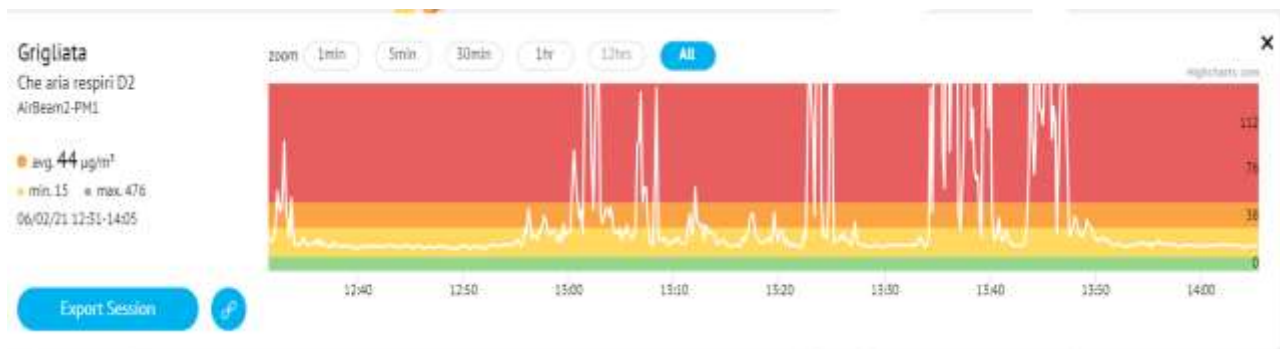 Grigliata
Che aria respiri D2
AirBeam2-PM1
avg. 44 µg/m³
min. 15 max. 476
06/02/21 12:31-14:05
Export Session
zoom 1min 5min 30min 1hr 12hrs All
×
Highcharts.com
112
76
38
0
12:40 12:50 13:00 13:10 13:20 13:30 13:40 13:50 14:00